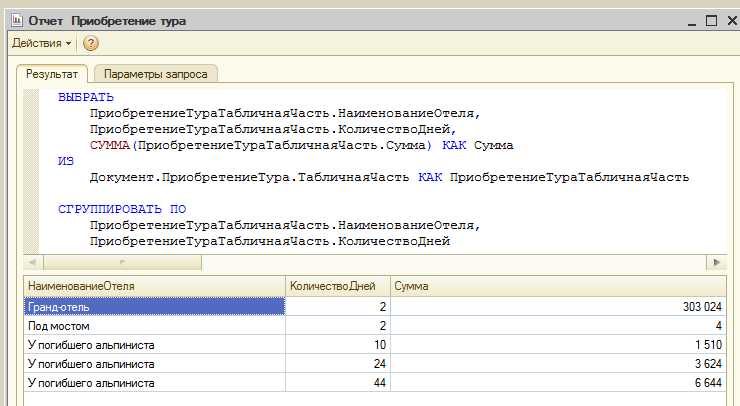 Отчет Приобретение тура
Действия
Результат Параметры запроса
ВЫБРАТЬ
ПриобретениеТураТабличнаяЧасть.НаименованиеОтеля,
ПриобретениеТураТабличнаяЧасть.КоличествоДней,
СУММА(ПриобретениеТураТабличнаяЧасть.Сумма) КАК Сумма
ИЗ
Документ.ПриобретениеТура.ТабличнаяЧасть КАК ПриобретениеТураТабличнаяЧасть
СГРУППИРОВАТЬ ПО
ПриобретениеТураТабличнаяЧасть.НаименованиеОтеля,
ПриобретениеТураТабличнаяЧасть.КоличествоДней
НаименованиеОтеля КоличествоДней Сумма
Гранд-отель 2 303 024
Под мостом 2 4
У погибшего альпиниста 10 1 510
У погибшего альпиниста 24 3 624
У погибшего альпиниста 44 6 644